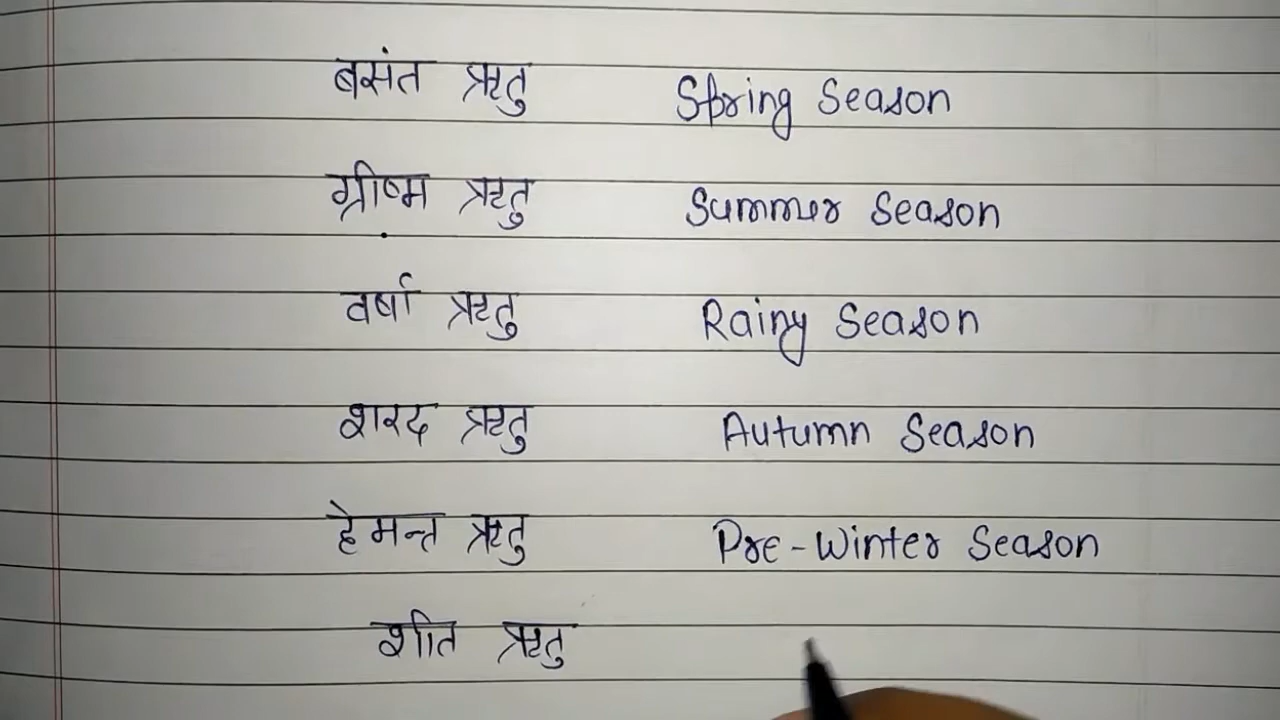 बसंत ऋतु Spring Season
ग्रीष्म ऋतु Summer Season
वर्षा ऋतु Rainy Season
शरद ऋतु Autumn Season
हेमन्त ऋतु Pre-Winter Season
शीत ऋतु